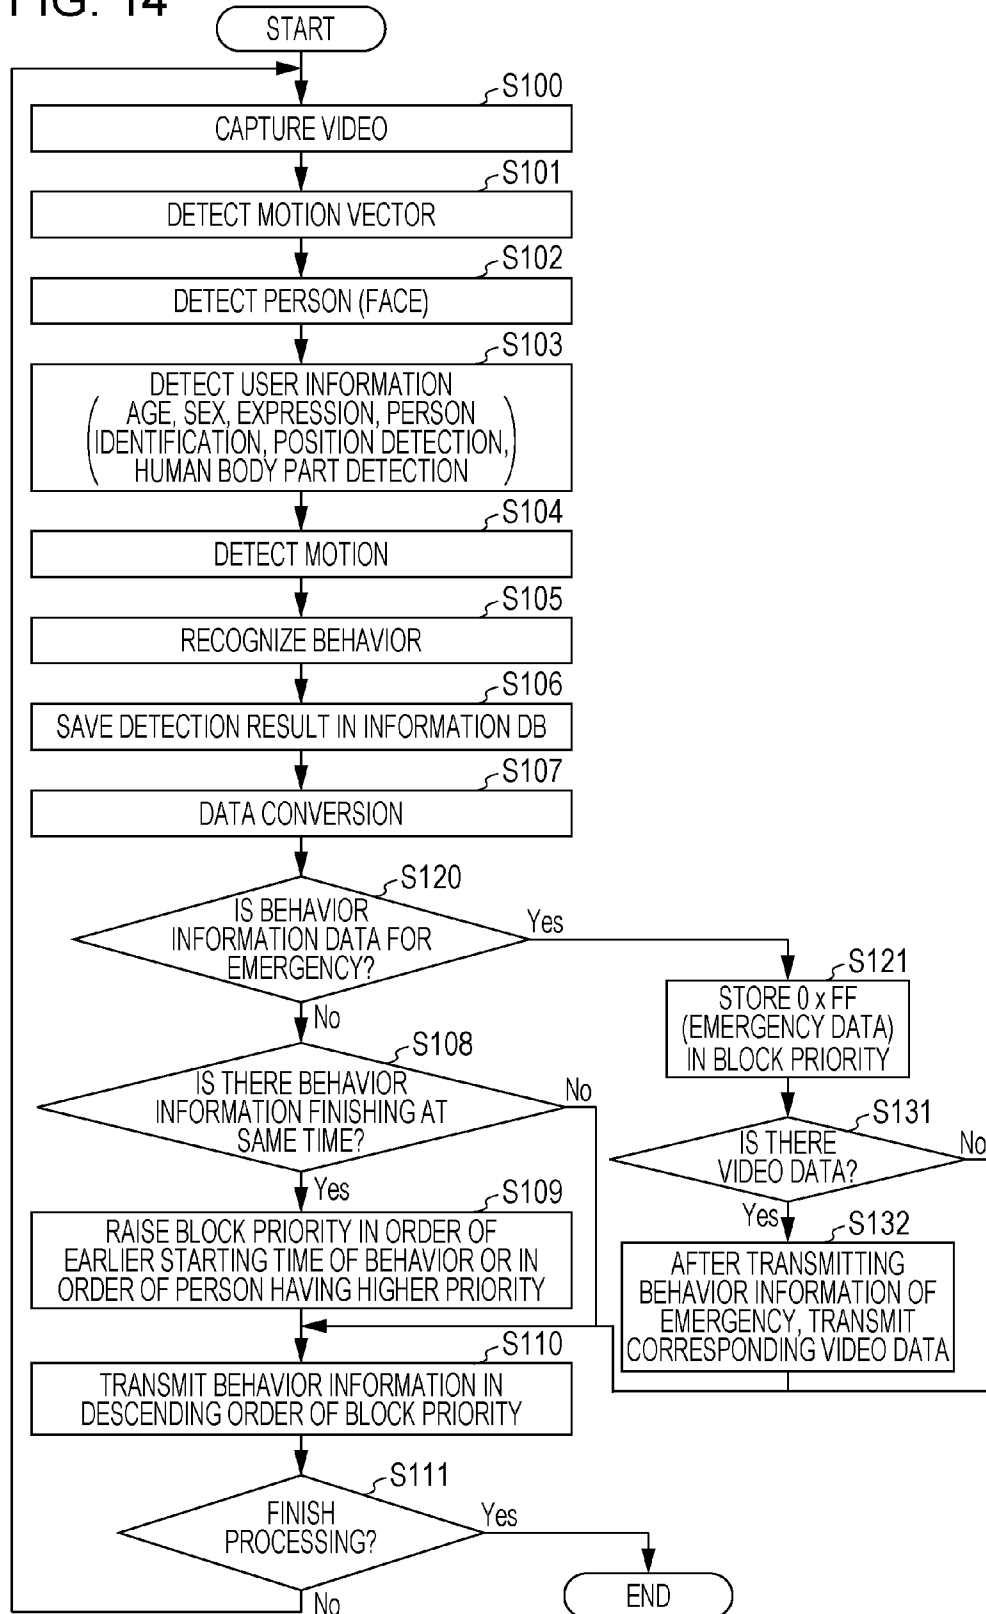 FIG. 14
START
S100
CAPTURE VIDEO
S101
DETECT MOTION VECTOR
S102
DETECT PERSON (FACE)
S103
DETECT USER INFORMATION
AGE, SEX, EXPRESSION, PERSON
IDENTIFICATION, POSITION DETECTION,
HUMAN BODY PART DETECTION
S104
DETECT MOTION
S105
RECOGNIZE BEHAVIOR
S106
SAVE DETECTION RESULT IN INFORMATION DB
S107
DATA CONVERSION
S120
IS BEHAVIOR
INFORMATION DATA FOR
EMERGENCY?
Yes
No
S121
STORE 0 x FF
(EMERGENCY DATA)
IN BLOCK PRIORITY
S108
IS THERE BEHAVIOR
INFORMATION FINISHING AT
SAME TIME?
No
Yes
S131
IS THERE
VIDEO DATA?
No
Yes
S109
RAISE BLOCK PRIORITY IN ORDER OF
EARLIER STARTING TIME OF BEHAVIOR OR IN
ORDER OF PERSON HAVING HIGHER PRIORITY
S132
AFTER TRANSMITTING
BEHAVIOR INFORMATION OF
EMERGENCY, TRANSMIT
CORRESPONDING VIDEO DATA
S110
TRANSMIT BEHAVIOR INFORMATION IN
DESCENDING ORDER OF BLOCK PRIORITY
S111
FINISH
PROCESSING?
Yes
No
END